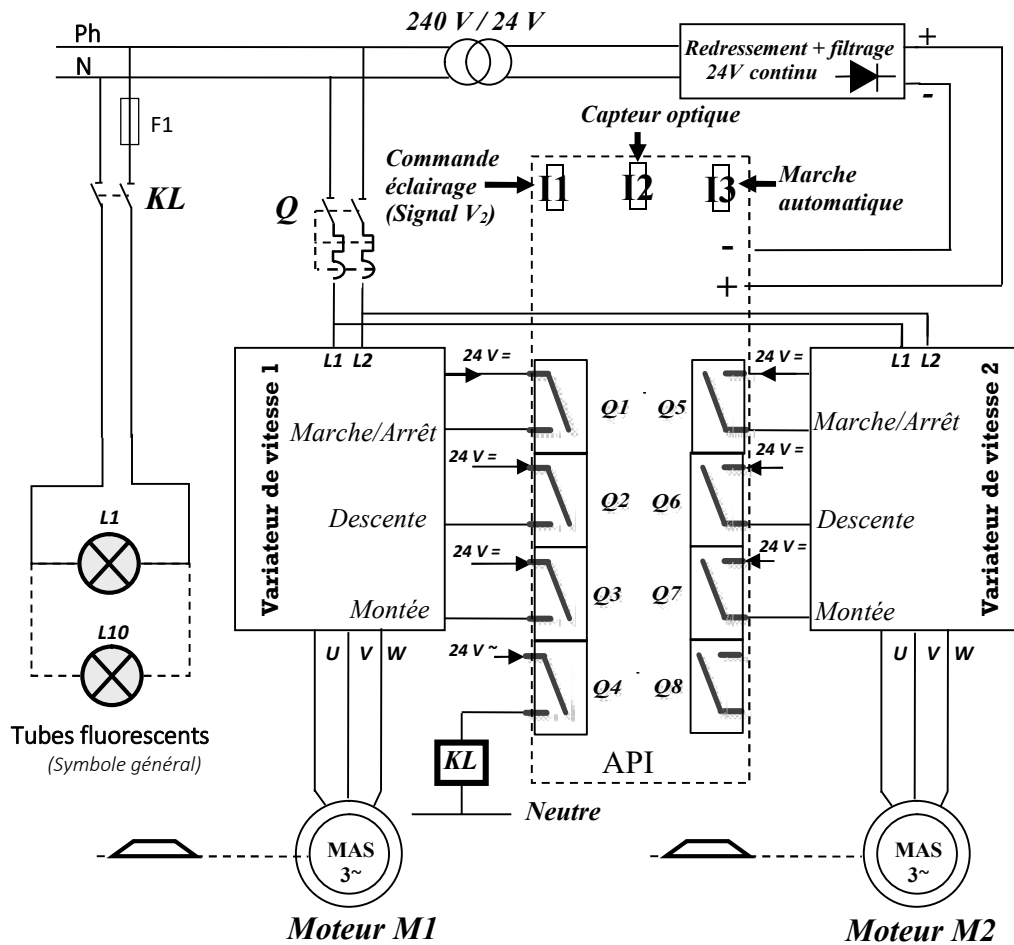 240 V / 24 V
Ph
N
Redressement + filtrage
24V continu
+
-
F1
KL
Q
Capteur optique
Commande
éclairage
(Signal V₂)
I1
I2
I3
Marche
automatique
-
+
L1 L2
L1 L2
Variateur de vitesse 1
Marche/Arrêt
Descente
Montée
24 V =
24 V =
24 V =
24 V ~
Q1
Q5
Q2
Q6
Q3
Q7
Q4
Q8
24 V =
24 V =
24 V =
Marche/Arrêt
Descente
Montée
Variateur de vitesse 2
L1
L10
Tubes fluorescents
(Symbole général)
U V W
U V W
KL
API
Neutre
MAS
3~
MAS
3~
Moteur M1
Moteur M2